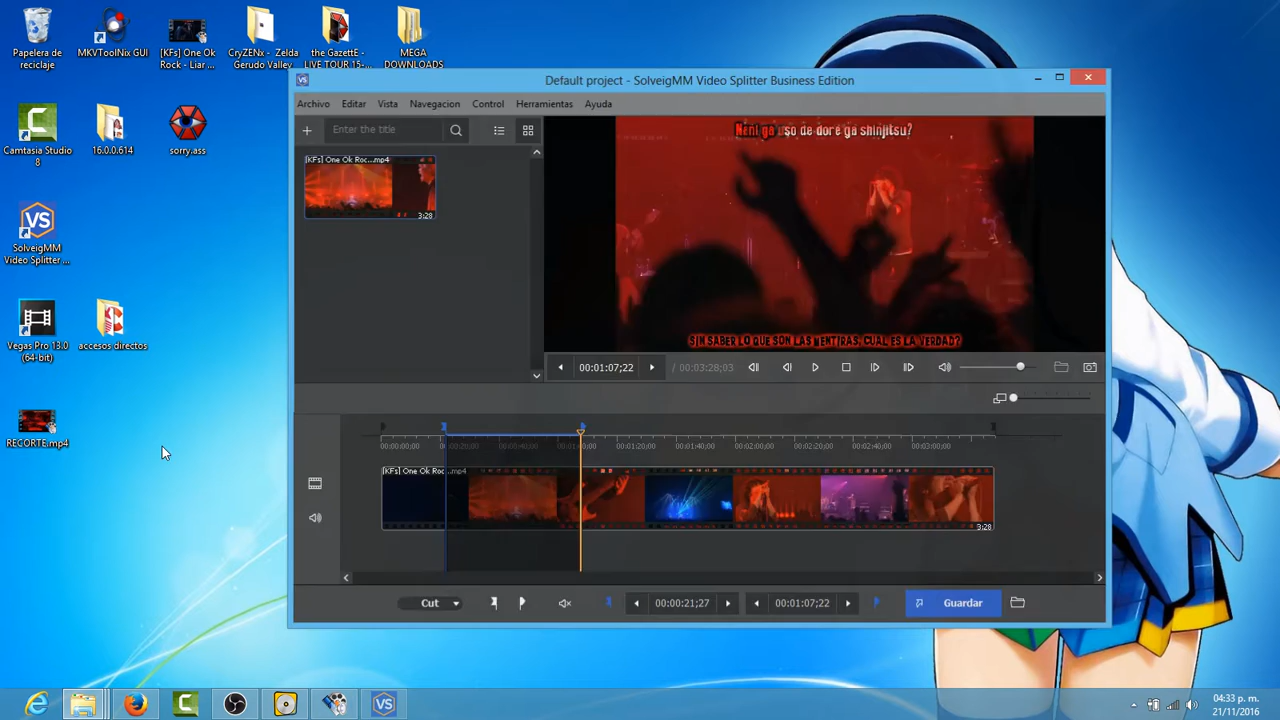 Papelera de
reciclaje
MKVToolNix GUI
[KFs] One Ok
Rock - Liar ...
CryZENx - Zelda
Gerudo Valley
the GazettE -
LIVE TOUR 15-...
MEGA
DOWNLOADS
Camtasia Studio
8
16.0.0.614
sorry.ass
SolveigMM
Video Splitter ...
Vegas Pro 13.0
(64-bit)
accesos directos
RECORTE.mp4
Default project - SolveigMM Video Splitter Business Edition
Archivo Editar Vista Navegacion Control Herramientas Ayuda
Enter the title
[KFs] One Ok Roc...mp4
3:28
Nani ga so de dore ga shinjitsu?
SIN SABER LO QUE SON LAS MENTIRAS, CUAL ES LA VERDAD?
00:01:07;22 / 00:03:28;03
00:00:00;00 00:00:40;00 00:01:20;00 00:01:40;00 00:02:00;00 00:02:20;00 00:02:40;00 00:03:00;00
[KFs] One Ok Roc...mp4
3:28
Cut 00:00:21;27 00:01:07;22 Guardar
04:33 p. m.
21/11/2016